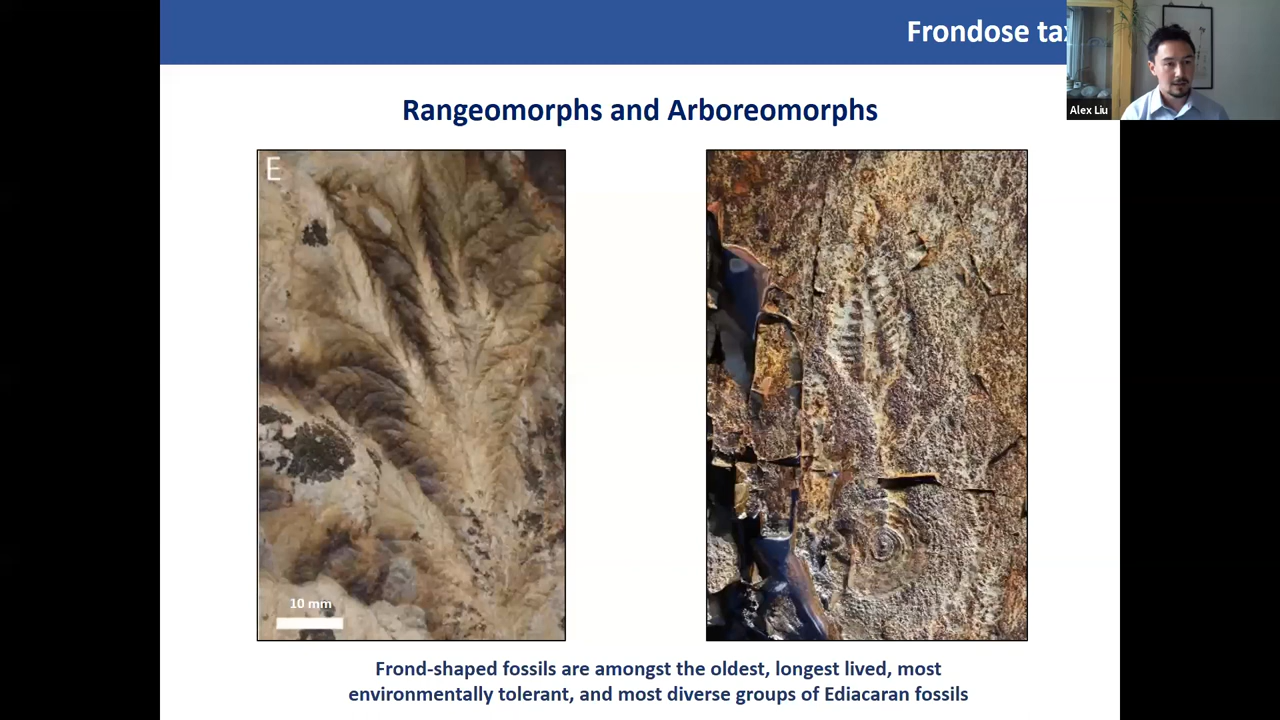 Frondose
Alex Liu
Rangeomorphs and Arboreomorphs
E
10 mm
Frond-shaped fossils are amongst the oldest, longest lived, most
environmentally tolerant, and most diverse groups of Ediacaran fossils